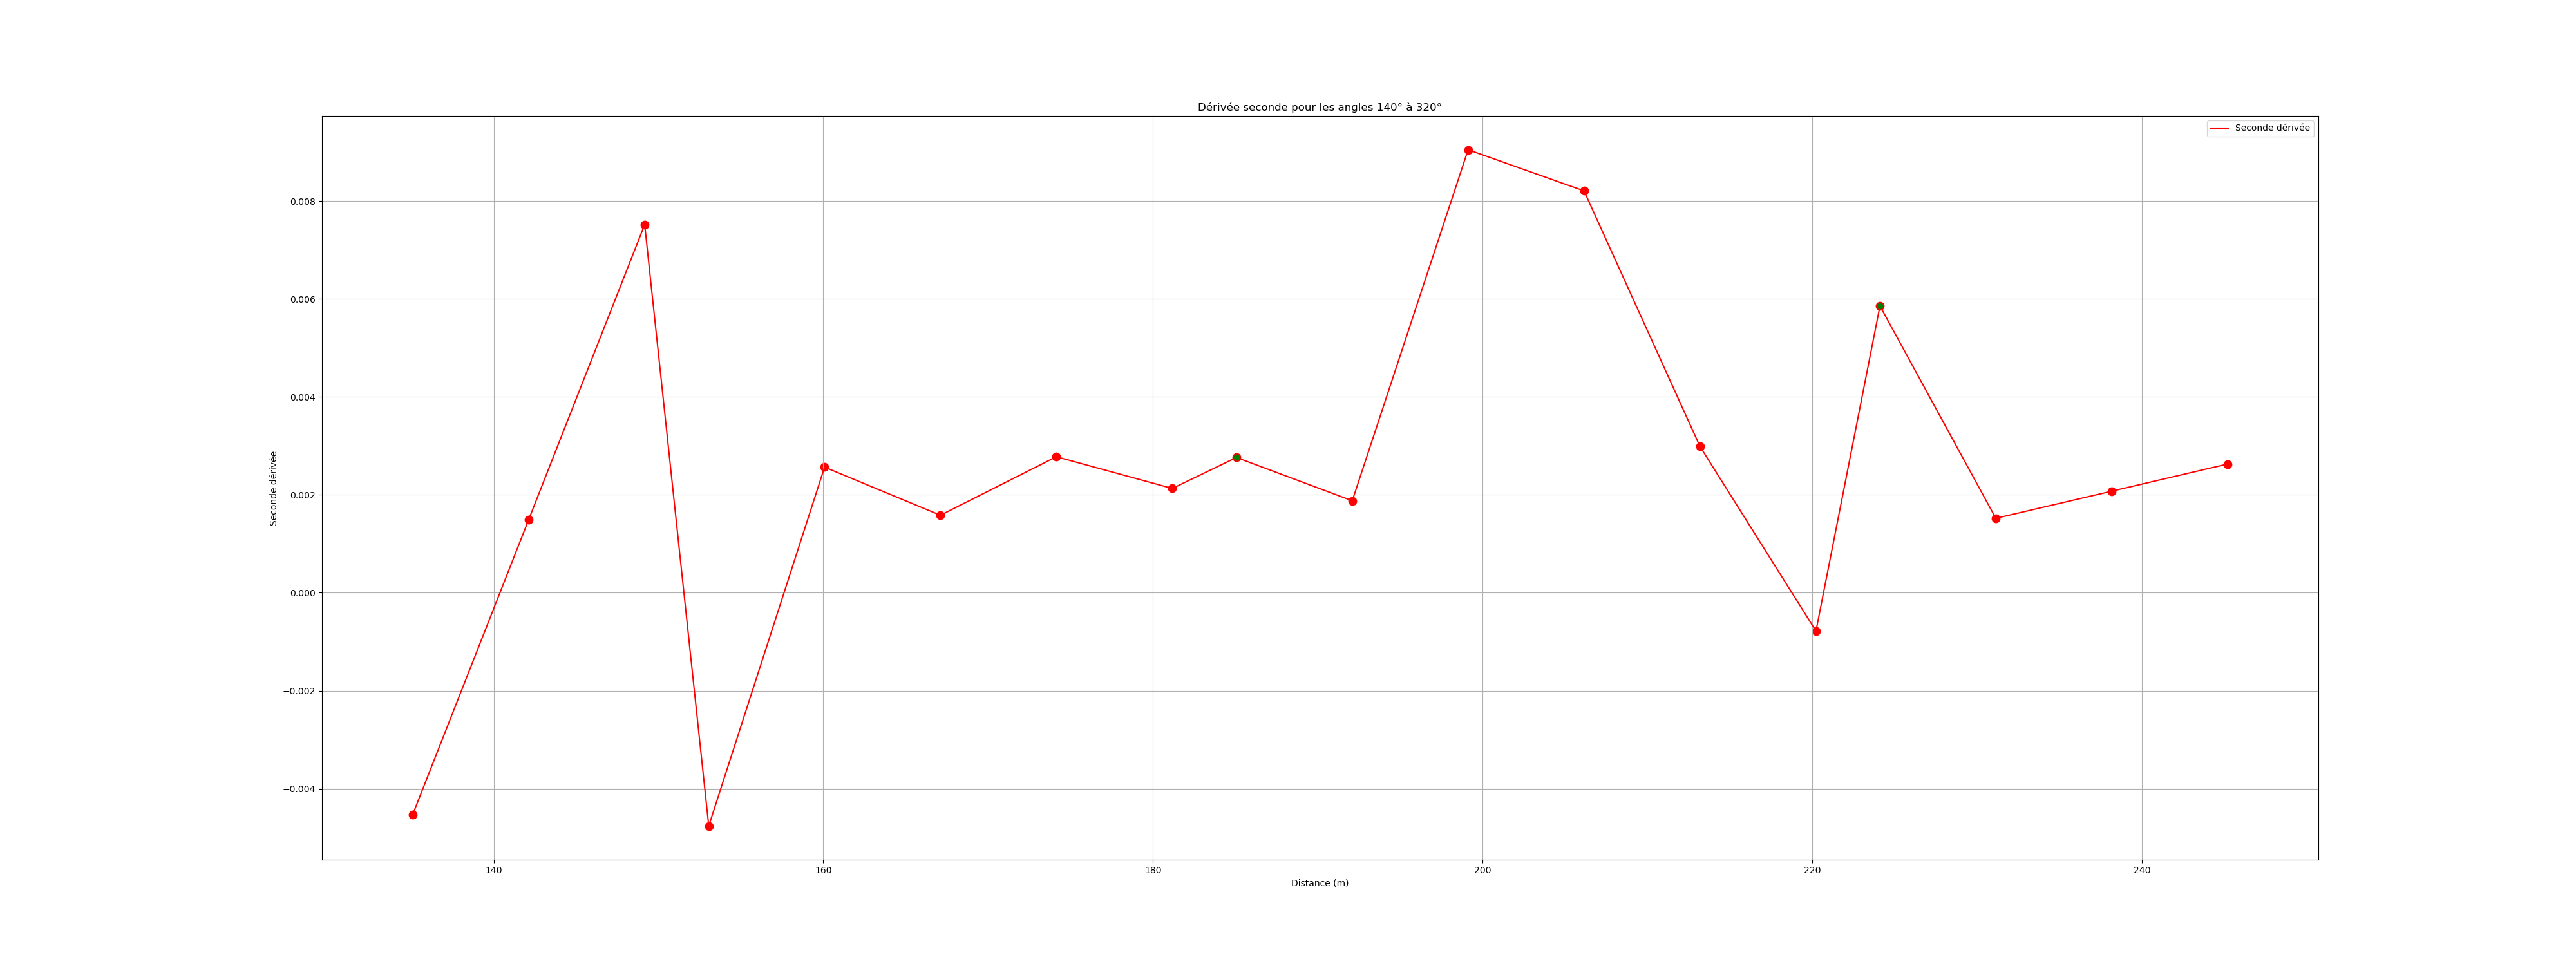 Dérivée seconde pour les angles 140° à 320°
Seconde dérivée
0.008
0.006
0.004
0.002
0.000
−0.002
−0.004
Seconde dérivée
140 160 180 200 220 240
Distance (m)